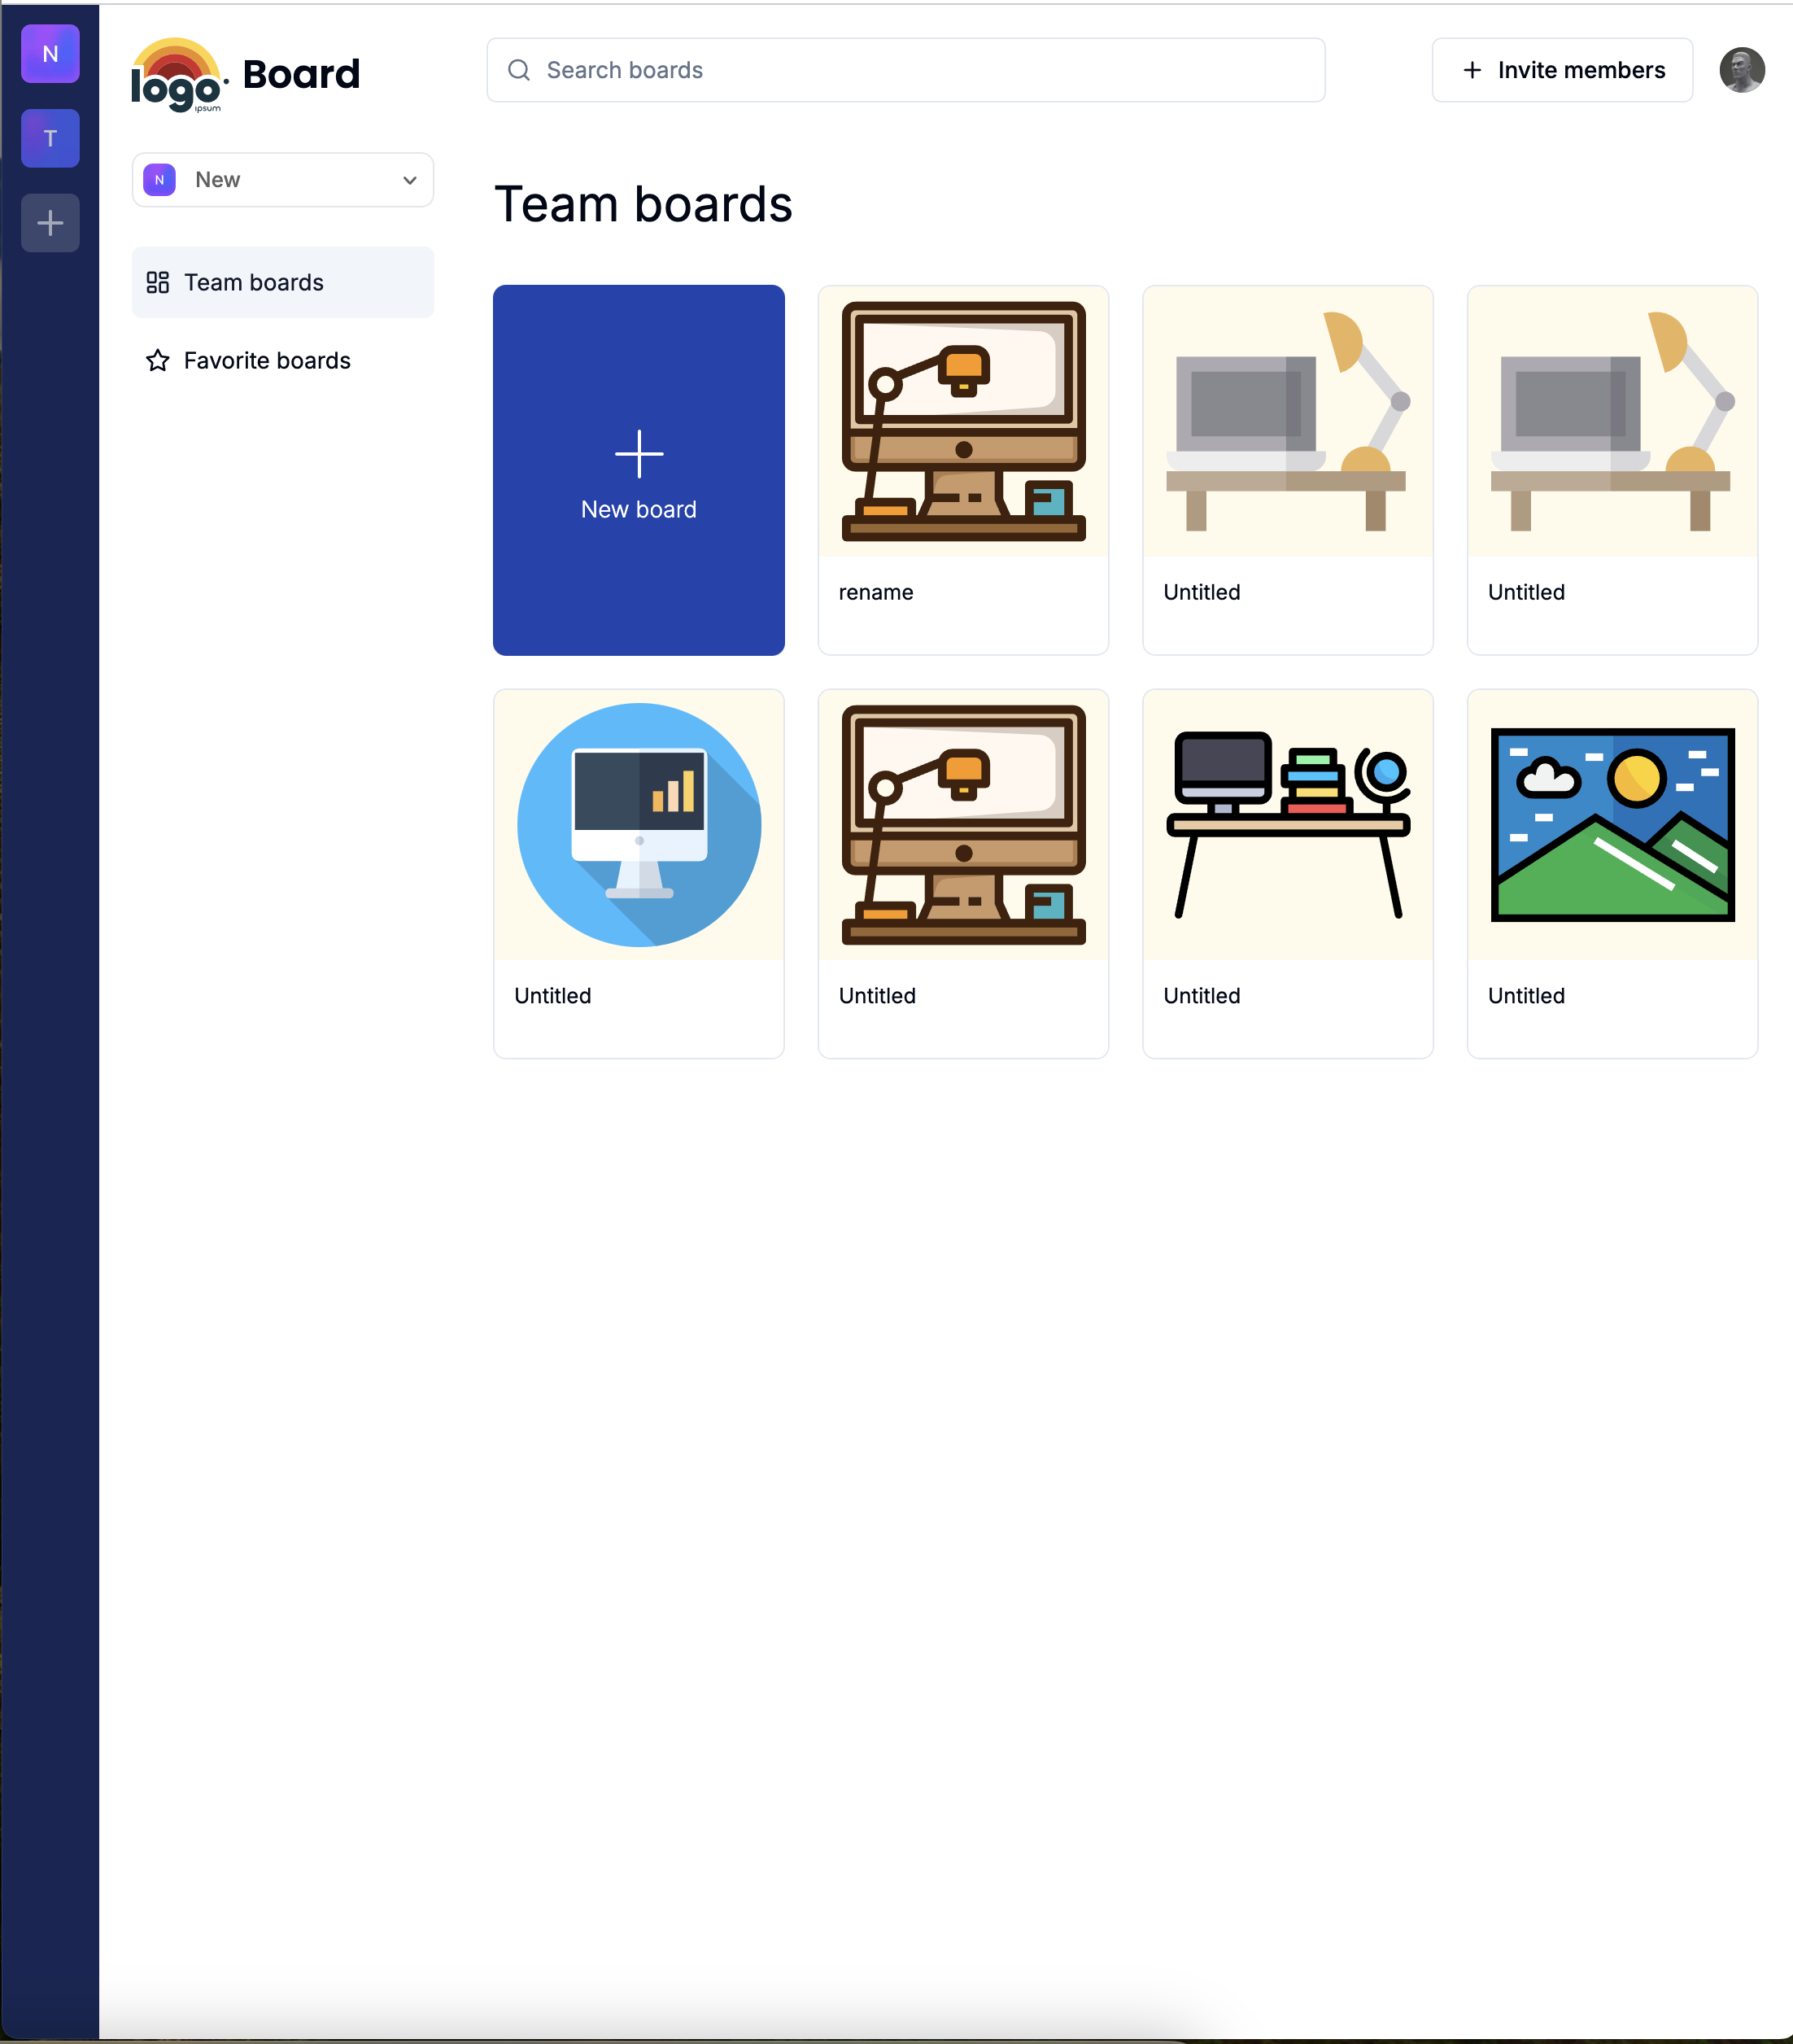 N
T
logo
ipsum
Board
Search boards
Invite members
N
New
Team boards
Favorite boards
Team boards
New board
rename
Untitled
Untitled
Untitled
Untitled
Untitled
Untitled